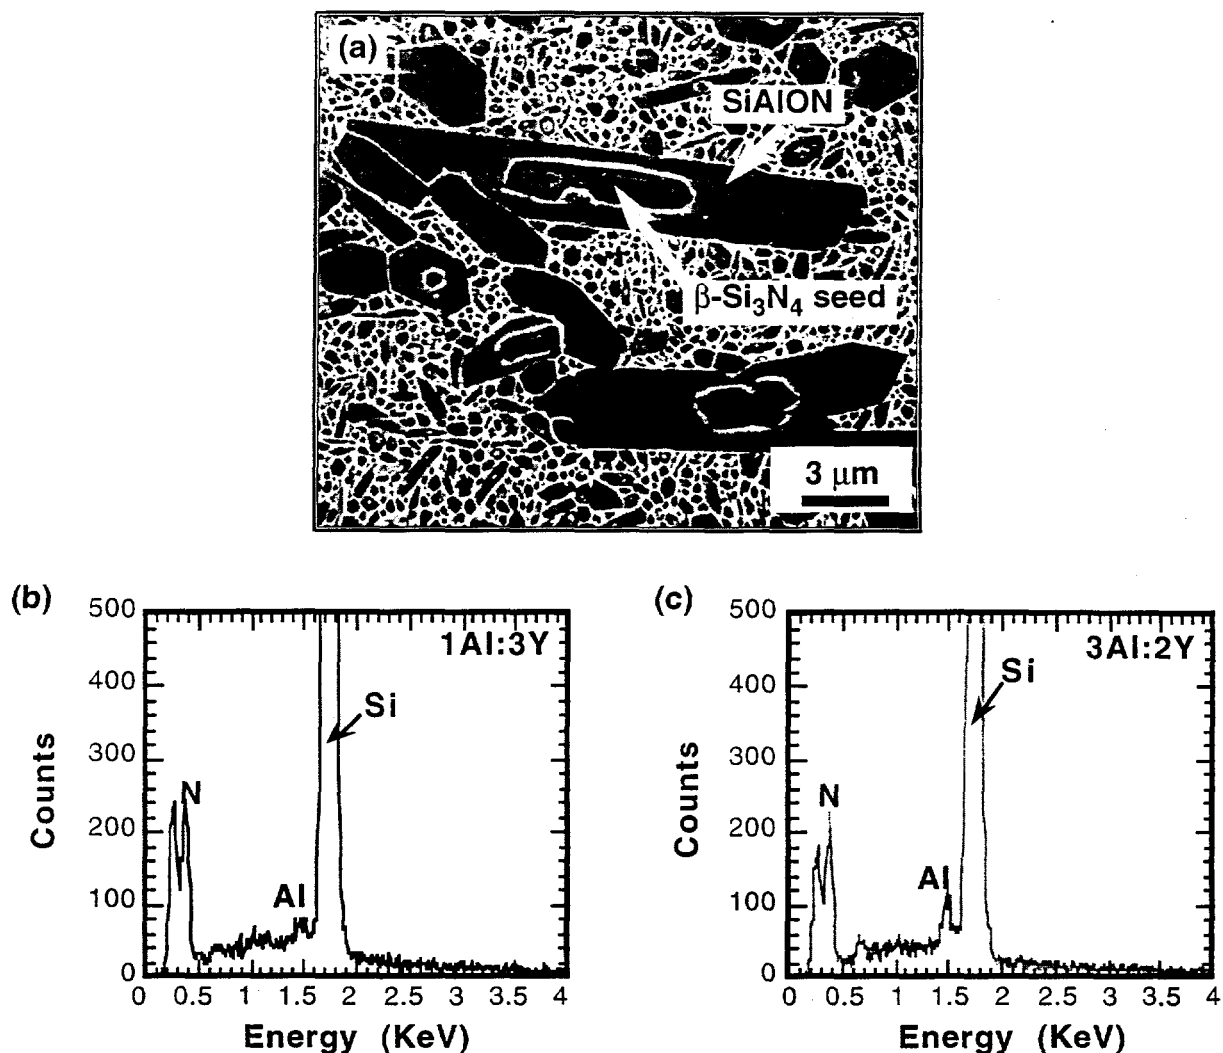 (a)
SiAlON
β-Si₃N₄ seed
3 μm
(b)
500
400
300
200
100
0
Counts
1Al:3Y
Si
N
Al
0 0.5 1 1.5 2 2.5 3 3.5 4
Energy (KeV)
(c)
500
400
300
200
100
0
Counts
3Al:2Y
Si
N
Al
0 0.5 1 1.5 2 2.5 3 3.5 4
Energy (KeV)